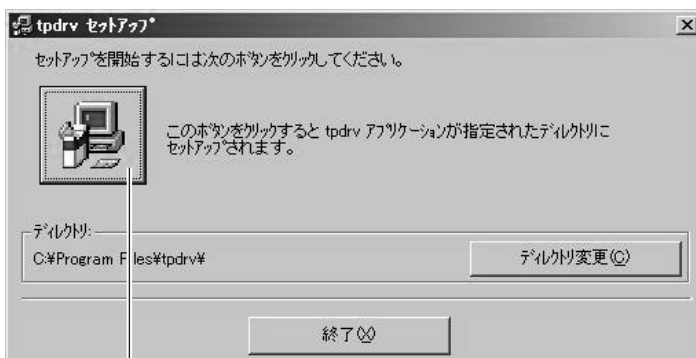 tpdrv セットアップ
セットアップを開始するには次のボタンをクリックしてください。
このボタンをクリックすると tpdrv アプリケーションが指定されたディレクトリに
セットアップされます。
ディレクトリ:
C:¥Program Files¥tpdrv¥
ディレクトリ変更(C)
終了(X)